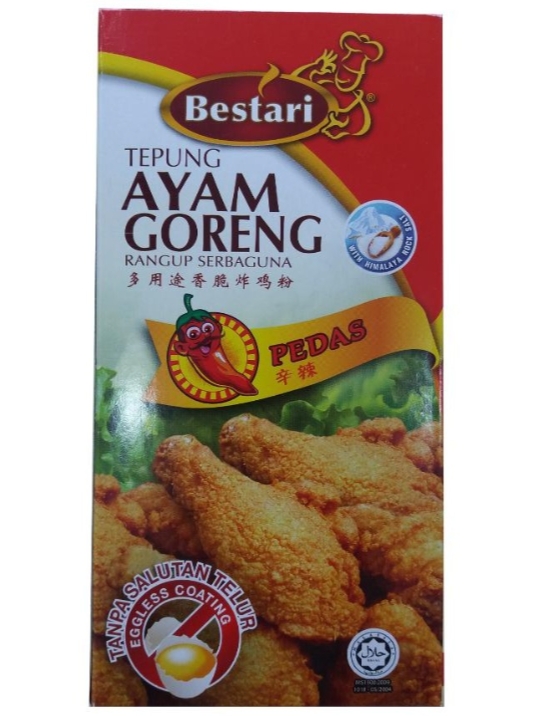 Bestari
®
TEPUNG
AYAM
GORENG
RANGUP SERBAGUNA
多用途香脆炸鸡粉
WITH HIMALAYA ROCK SALT
PEDAS
辛辣
TANPA SALUTAN TELUR
EGGLESS COATING
حلال